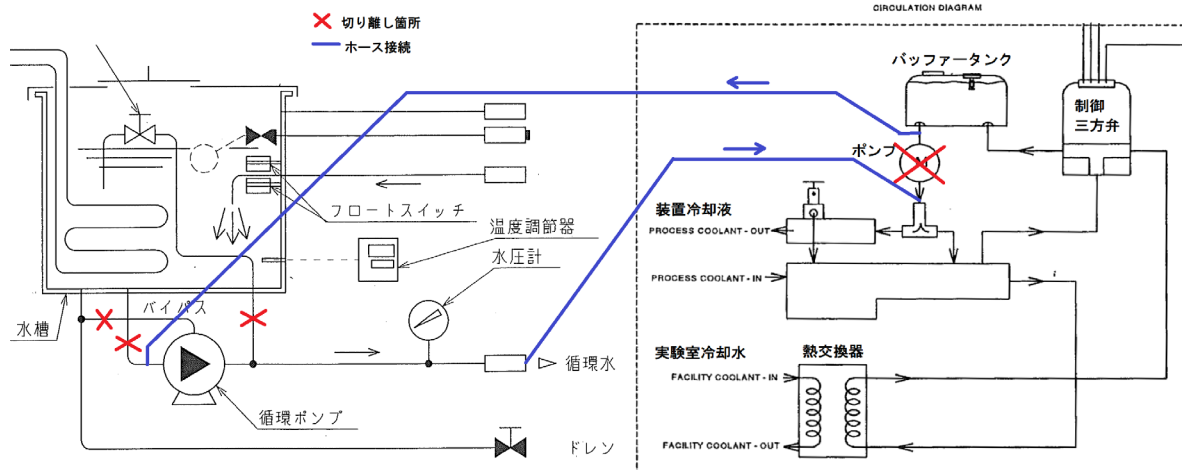 CIRCULATION DIAGRAM
切り離し箇所
ホース接続
バッファータンク
制御
三方弁
ポンプ
M
フロートスイッチ
装置冷却液
PROCESS COOLANT - OUT
温度調節器
水圧計
PROCESS COOLANT - IN
バイパス
水槽
循環水
実験室冷却水
熱交換器
FACILITY COOLANT - IN
循環ポンプ
ドレン
FACILITY COOLANT - OUT